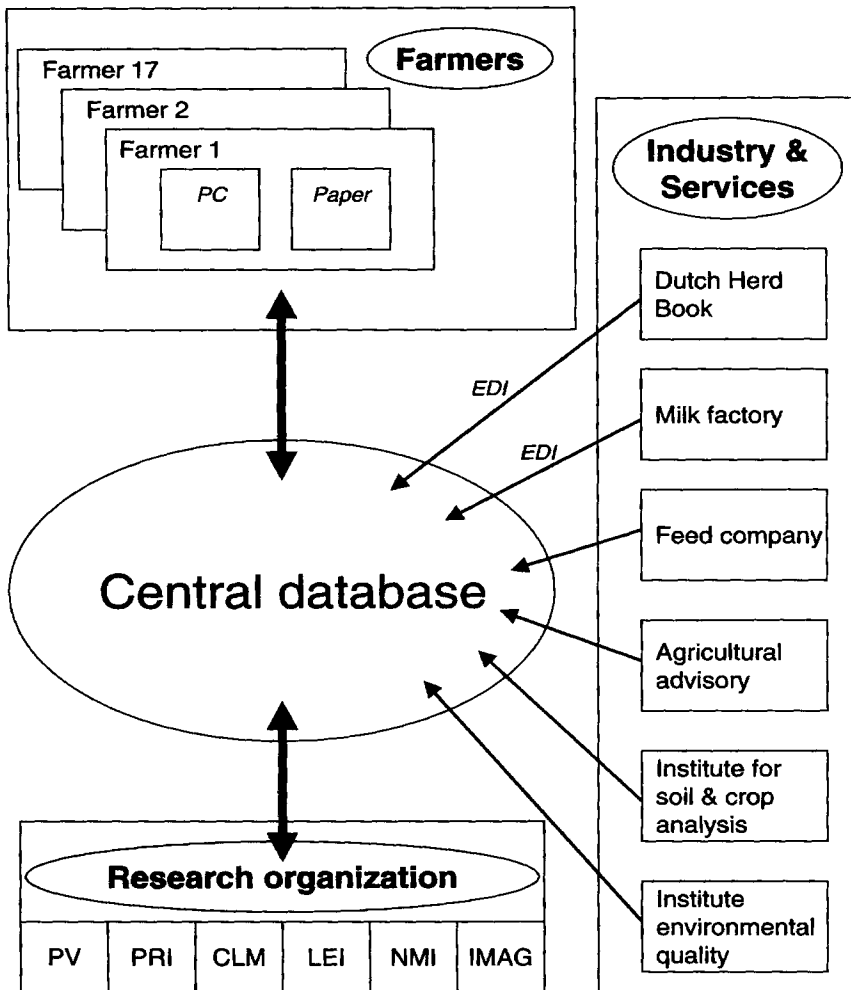 Farmers
Farmer 17
Farmer 2
Farmer 1
PC
Paper
Industry &
Services
Dutch Herd
Book
EDI
Milk factory
EDI
Feed company
Central database
Agricultural
advisory
Institute for
soil & crop
analysis
Research organization
Institute
environmental
quality
PV
PRI
CLM
LEI
NMI
IMAG